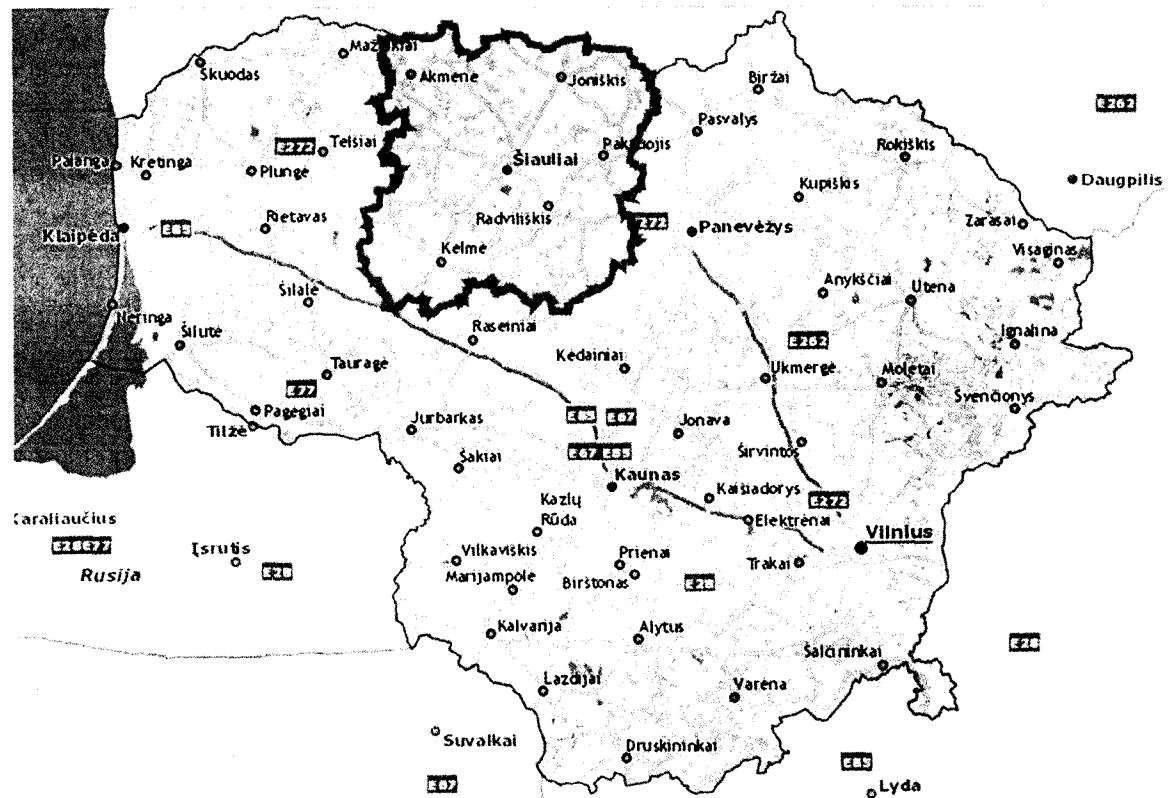 Mažeikiai
Skuodas
Akmenė
Joniškis
Biržai
E262
Pasvalys
E272
Telšiai
Pakruojis
Rokiškis
Palanga
Kretinga
Plungė
Šiauliai
Daugpilis
Kupiškis
Rietavas
Radviliškis
E272
Zarasai
Klaipėda
E85
Panevėžys
Visaginas
Kelmė
Anykščiai
Utena
Šilalė
Neringa
Šilutė
Raseiniai
E262
Ignalina
Kėdainiai
Tauragė
Ukmergė
Molėtai
E77
Švenčionys
Pagėgiai
Tilžė
Jurbarkas
E85
E67
Jonava
Širvintos
E67
E85
Šakiai
Kaunas
Kaišiadorys
E272
Kazlų
Rūda
Karaliaučius
E28E77
Elektrėnai
Vilnius
Įsrutis
E28
Rusija
Vilkaviškis
Prienai
Trakai
Marijampolė
Birštonas
E28
Kalvarija
Alytus
E28
Šalčininkai
Lazdijai
Varėna
Suvalkai
Druskininkai
E67
E85
Lyda